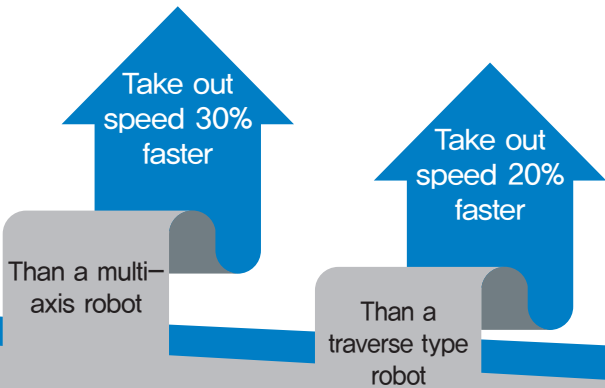 Take out
speed 30%
faster
Than a multi-
axis robot
Take out
speed 20%
faster
Than a
traverse type
robot